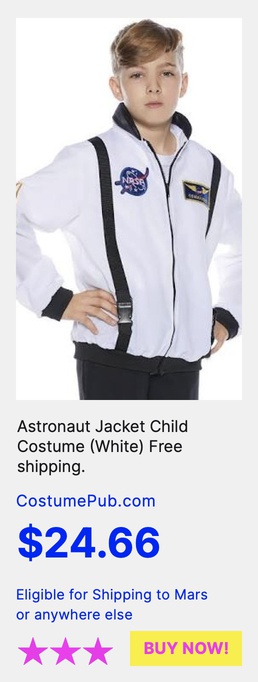 NASA
Astronaut Jacket Child
Costume (White) Free
shipping.
CostumePub.com
$24.66
Eligible for Shipping to Mars
or anywhere else
BUY NOW!